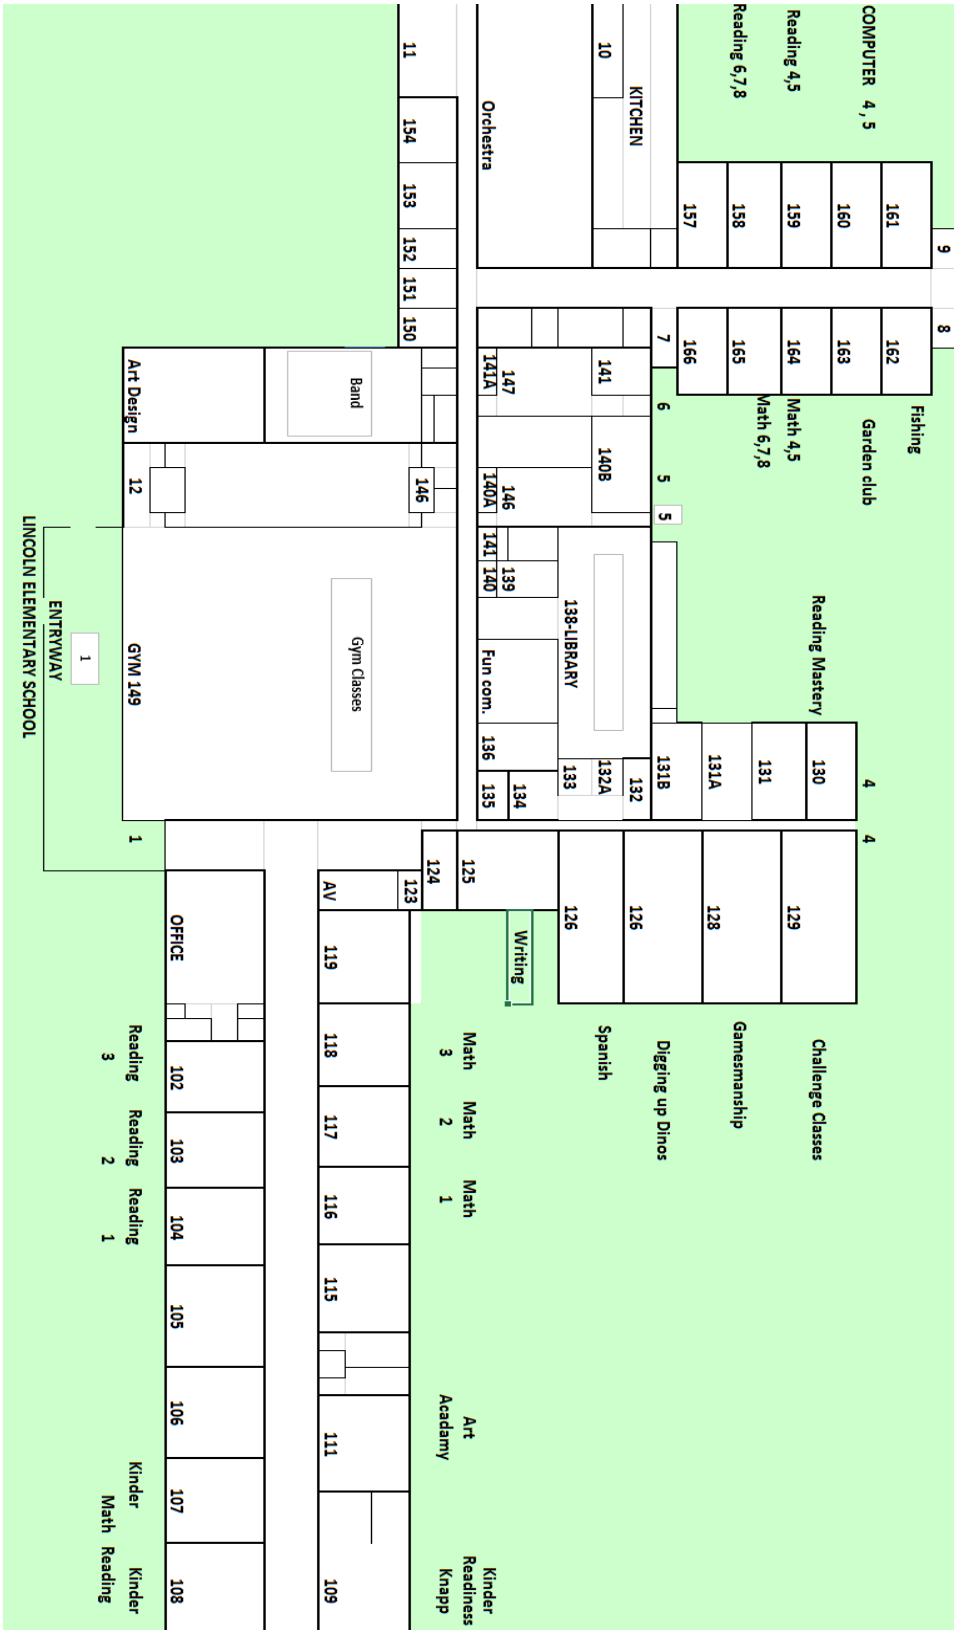 9
8
Fishing
161
162
COMPUTER 4 , 5
Garden club
4
4
160
163
Reading Mastery
130
Challenge Classes
Reading 4,5
159
164
Math 4,5
129
Math 6,7,8
131
Reading 6,7,8
158
165
Gamesmanship
131A
128
157
166
7
6
5
5
131B
Digging up Dinos
KITCHEN
132
126
10
141
140B
132A
Spanish
138-LIBRARY
133
126
Writing
147
146
139
134
Orchestra
141A
140A
141
140
Fun com.
136
135
125
Math
3
Math
2
Math
1
Art
Acadamy
Kinder
Readiness
Knapp
124
146
11
154
153
152
151
150
123
Band
Gym Classes
AV
119
118
117
116
115
111
109
OFFICE
102
103
104
105
106
107
108
Art Design
12
GYM 149
1
Reading
3
Reading
2
Reading
1
Kinder
Math
Kinder
Reading
1
ENTRYWAY
LINCOLN ELEMENTARY SCHOOL